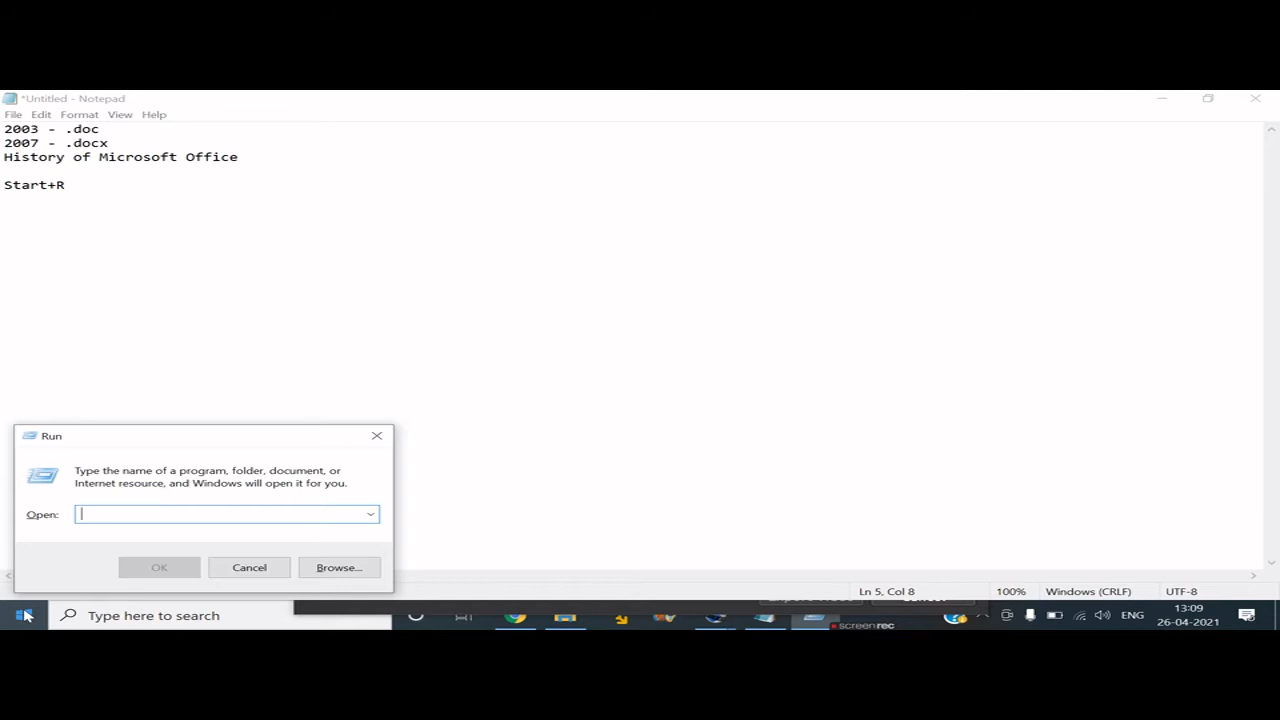 *Untitled - Notepad
File Edit Format View Help
2003 - .doc
2007 - .docx
History of Microsoft Office
Start+R
Run
Type the name of a program, folder, document, or
Internet resource, and Windows will open it for you.
Open:
OK Cancel Browse...
Ln 5, Col 8 100% Windows (CRLF) UTF-8
Type here to search
screenrec
ENG
13:09
26-04-2021